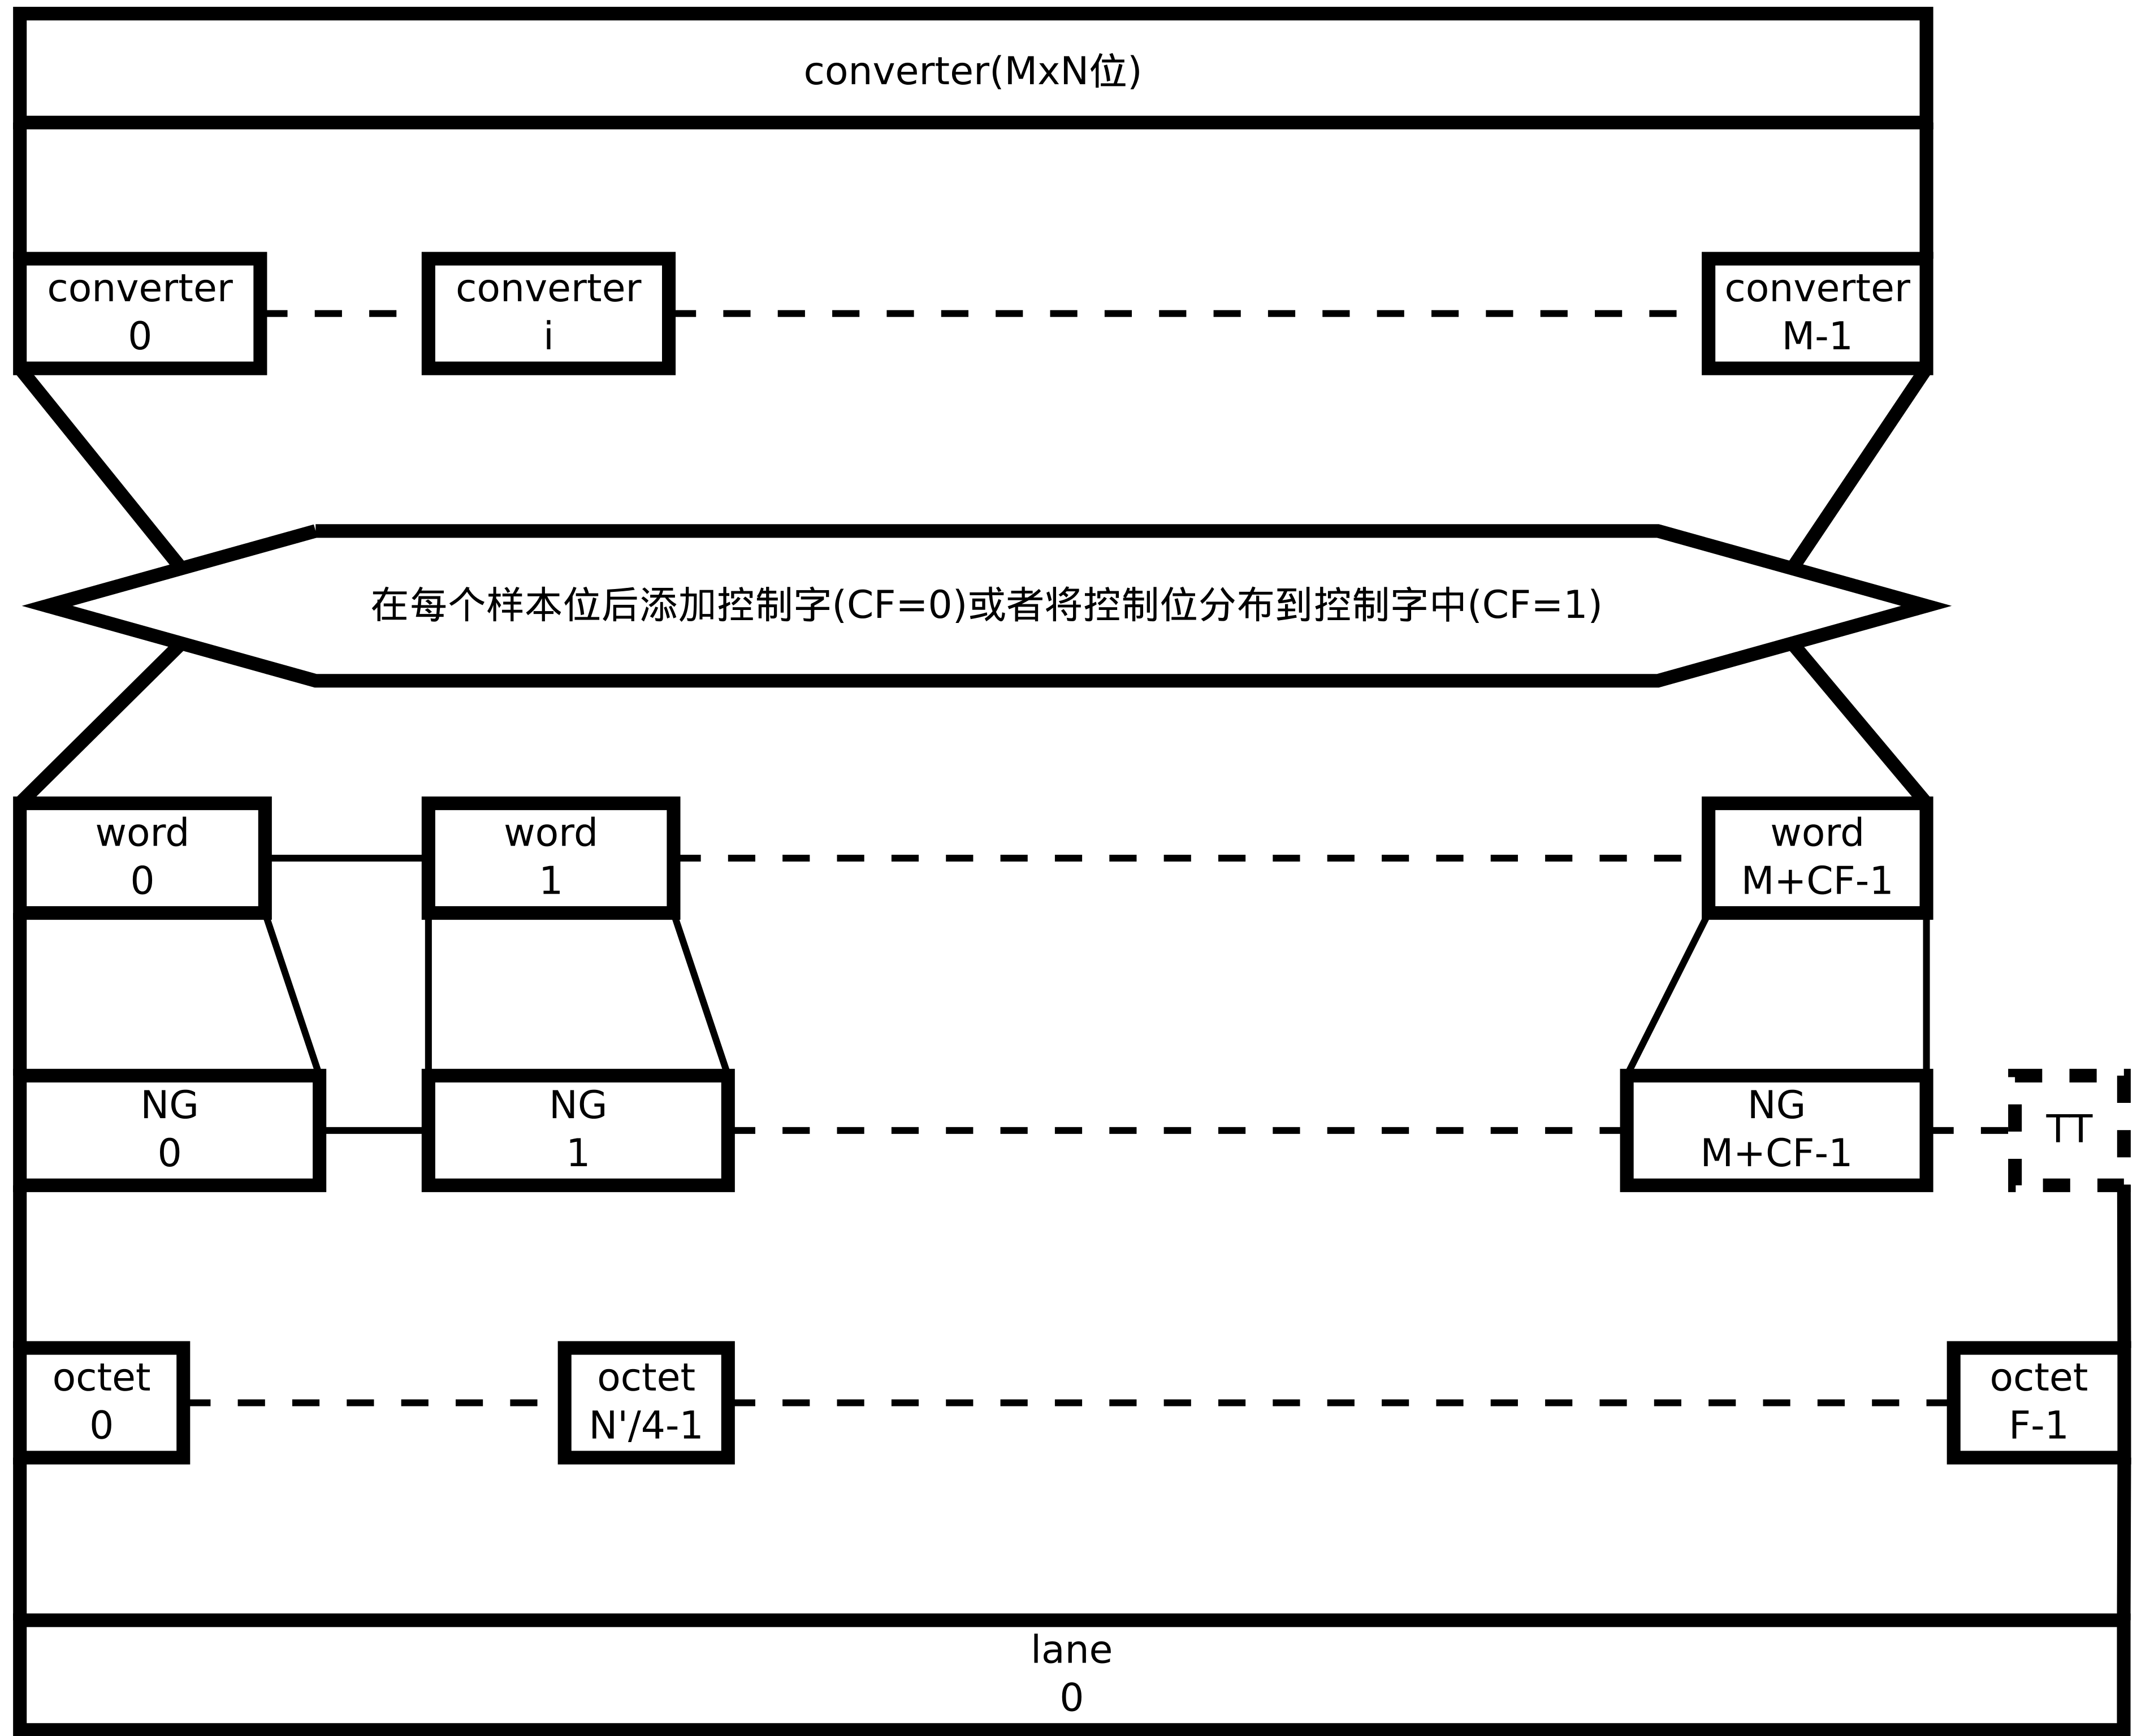 converter(MxN位)
converter
0
converter
i
converter
M-1
在每个样本位后添加控制字(CF=0)或者将控制位分布到控制字中(CF=1)
word
0
word
1
word
M+CF-1
NG
0
NG
1
NG
M+CF-1
TT
octet
0
octet
N'/4-1
octet
F-1
lane
0